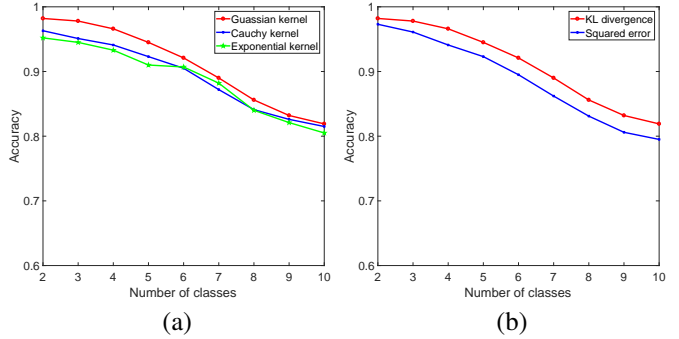 1
0.9
0.8
0.7
0.6
Accuracy
2 3 4 5 6 7 8 9 10
Number of classes
Guassian kernel
Cauchy kernel
Exponential kernel
(a)
1
0.9
0.8
0.7
0.6
Accuracy
2 3 4 5 6 7 8 9 10
Number of classes
KL divergence
Squared error
(b)